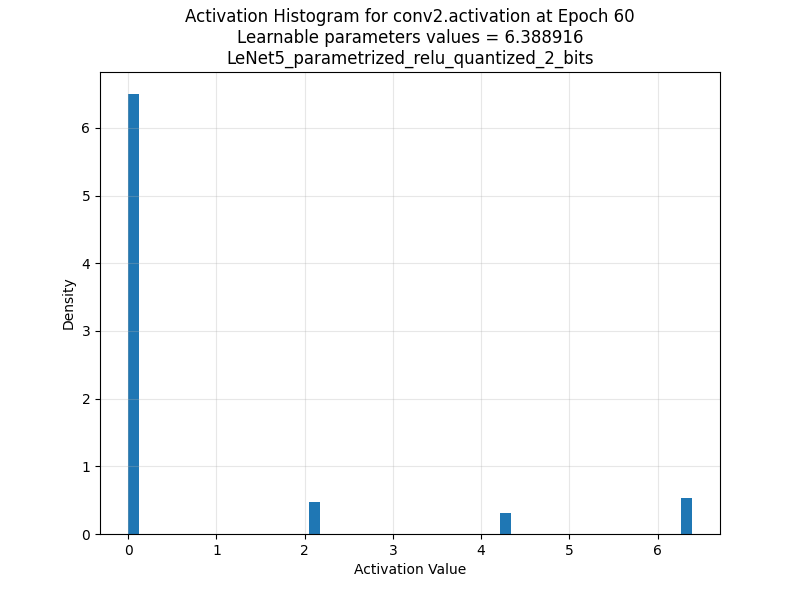 Activation Histogram for conv2.activation at Epoch 60
Learnable parameters values = 6.388916
LeNet5_parametrized_relu_quantized_2_bits
Density
6
5
4
3
2
1
0
0 1 2 3 4 5 6
Activation Value